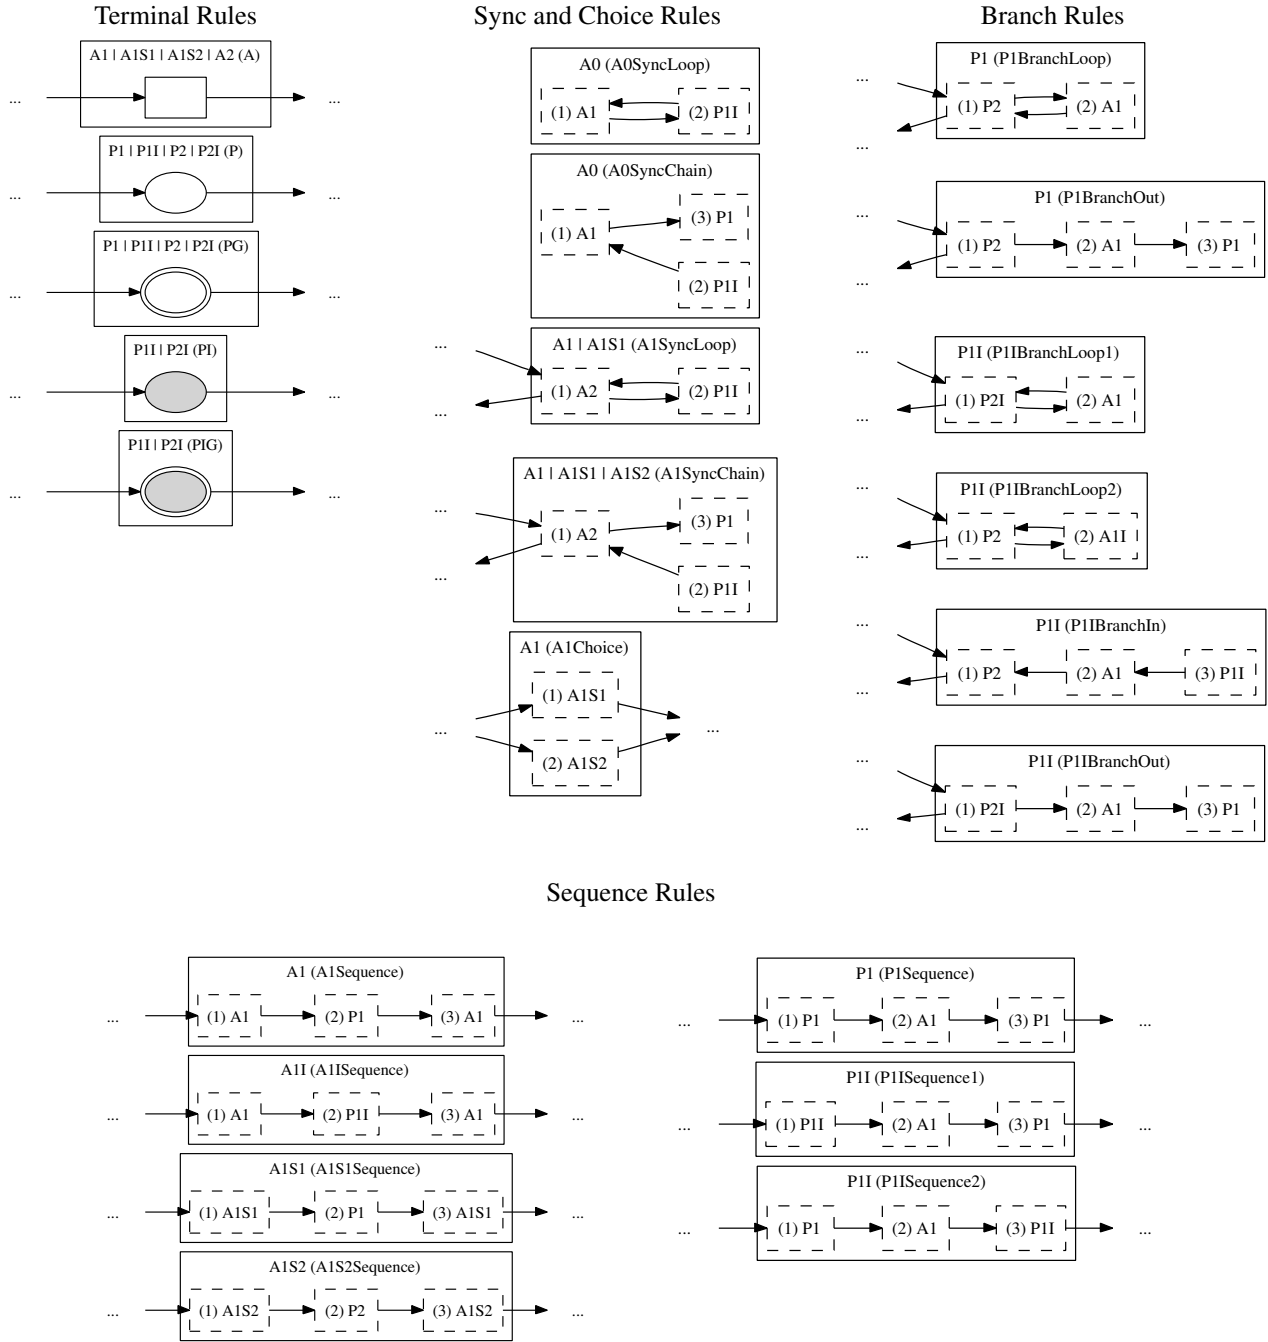 Terminal Rules
A1 | A1S1 | A1S2 | A2 (A)
...
...
P1 | P1I | P2 | P2I (P)
...
...
P1 | P1I | P2 | P2I (PG)
...
...
P1I | P2I (PI)
...
...
P1I | P2I (PIG)
...
...
Sync and Choice Rules
A0 (A0SyncLoop)
(1) A1
(2) P1I
A0 (A0SyncChain)
(3) P1
(1) A1
(2) P1I
A1 | A1S1 (A1SyncLoop)
...
(1) A2
(2) P1I
...
A1 | A1S1 | A1S2 (A1SyncChain)
...
(3) P1
(1) A2
...
(2) P1I
A1 (A1Choice)
(1) A1S1
...
...
(2) A1S2
Branch Rules
P1 (P1BranchLoop)
...
(1) P2
(2) A1
...
P1 (P1BranchOut)
...
(1) P2
(2) A1
(3) P1
...
P1I (P1IBranchLoop1)
...
(1) P2I
(2) A1
...
P1I (P1IBranchLoop2)
...
(1) P2
(2) A1I
...
P1I (P1IBranchIn)
...
(1) P2
(2) A1
(3) P1I
...
P1I (P1IBranchOut)
...
(1) P2I
(2) A1
(3) P1
...
Sequence Rules
A1 (A1Sequence)
...
(1) A1
(2) P1
(3) A1
...
A1I (A1ISequence)
...
(1) A1
(2) P1I
(3) A1
...
A1S1 (A1S1Sequence)
...
(1) A1S1
(2) P1
(3) A1S1
...
A1S2 (A1S2Sequence)
...
(1) A1S2
(2) P2
(3) A1S2
...
P1 (P1Sequence)
...
(1) P1
(2) A1
(3) P1
...
P1I (P1ISequence1)
...
(1) P1I
(2) A1
(3) P1
...
P1I (P1ISequence2)
...
(1) P1
(2) A1
(3) P1I
...